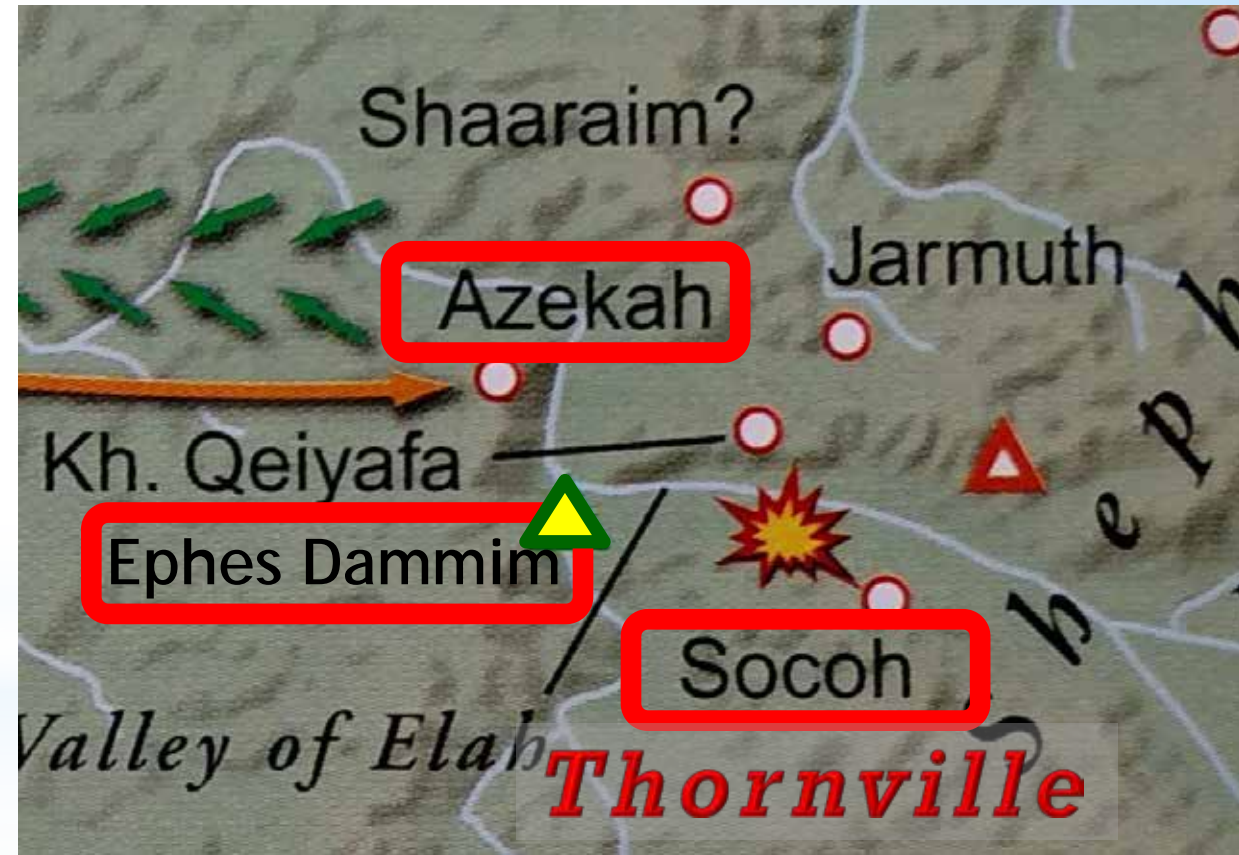 Shaaraim?
Jarmuth
Azekah
Kh. Qeiyafa
Ephes Dammim
Socoh
Valley of Elah
Thornville
S h e p h